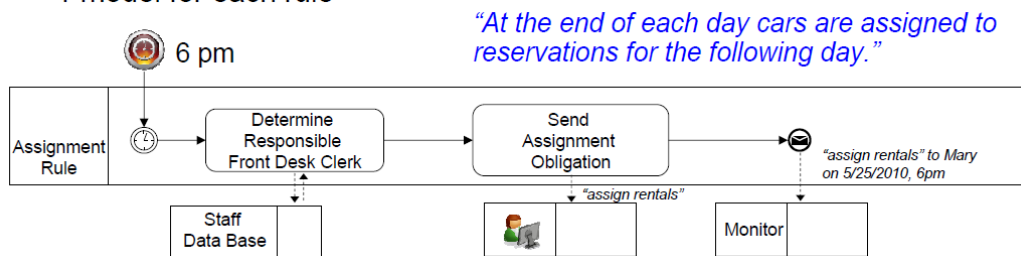 1 model for each rule
“At the end of each day cars are assigned to
reservations for the following day.”
6 pm
Assignment
Rule
Determine
Responsible
Front Desk Clerk
Send
Assignment
Obligation
“assign rentals” to Mary
on 5/25/2010, 6pm
“assign rentals”
Staff
Data Base
Monitor